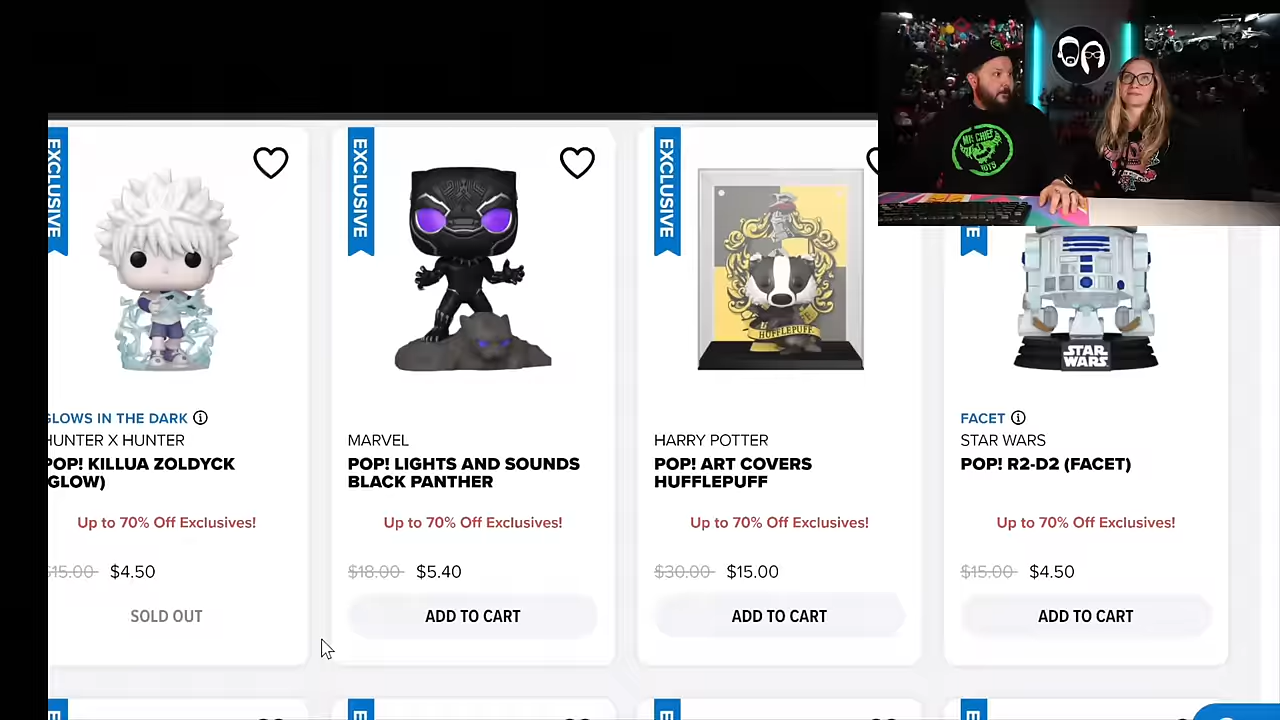 EXCLUSIVE
EXCLUSIVE
EXCLUSIVE
HUFFLEPUFF
STAR
WARS
GLOWS IN THE DARK
HUNTER X HUNTER
POP! KILLUA ZOLDYCK
(GLOW)
Up to 70% Off Exclusives!
$15.00 $4.50
SOLD OUT
MARVEL
POP! LIGHTS AND SOUNDS
BLACK PANTHER
Up to 70% Off Exclusives!
$18.00 $5.40
ADD TO CART
HARRY POTTER
POP! ART COVERS
HUFFLEPUFF
Up to 70% Off Exclusives!
$30.00 $15.00
ADD TO CART
FACET
STAR WARS
POP! R2-D2 (FACET)
Up to 70% Off Exclusives!
$15.00 $4.50
ADD TO CART